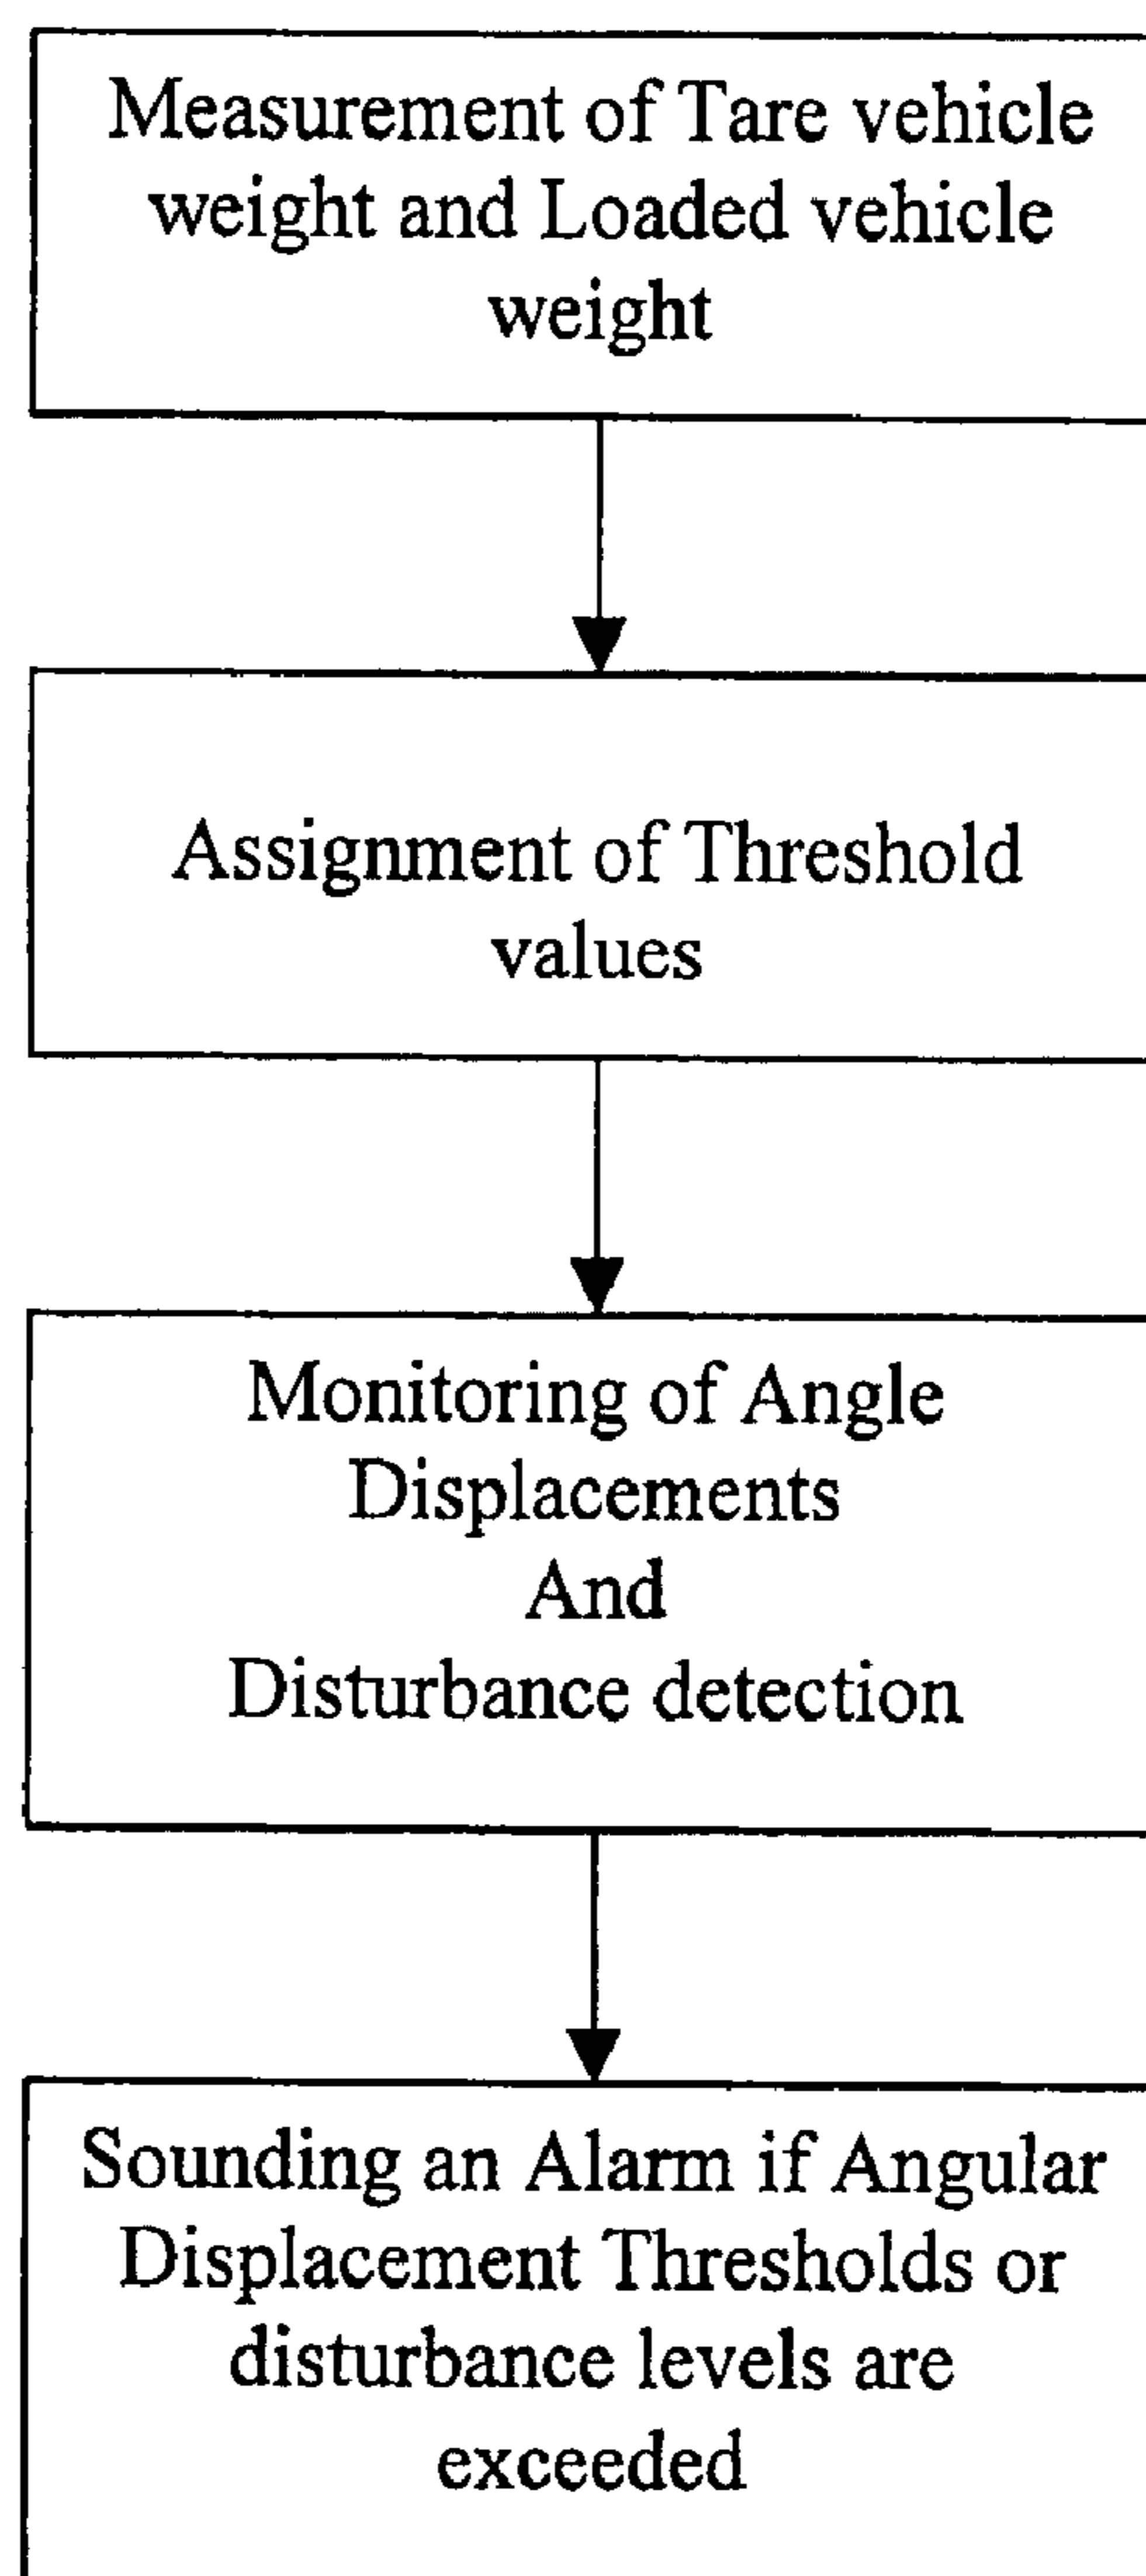 Measurement of Tare vehicle
weight and Loaded vehicle
weight
Assignment of Threshold
values
Monitoring of Angle
Displacements
And
Disturbance detection
Sounding an Alarm if Angular
Displacement Thresholds or
disturbance levels are
exceeded